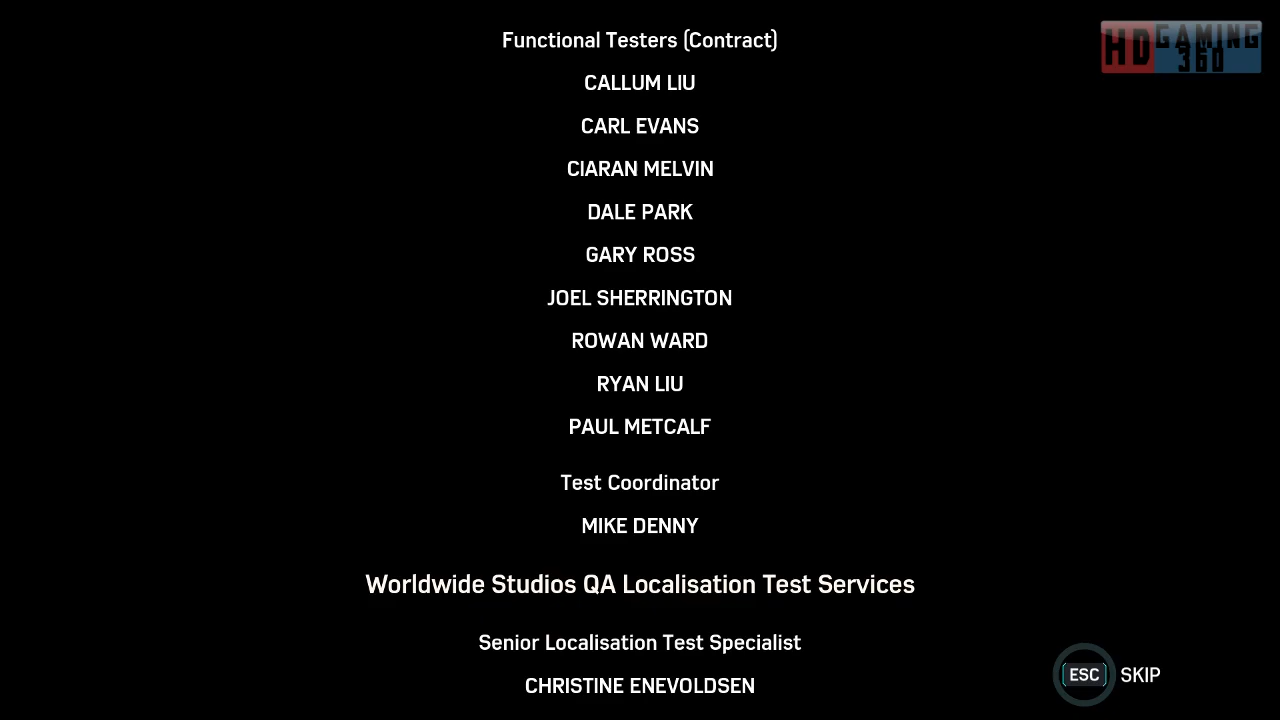 Functional Testers (Contract)
HD GAMING 360
CALLUM LIU
CARL EVANS
CIARAN MELVIN
DALE PARK
GARY ROSS
JOEL SHERRINGTON
ROWAN WARD
RYAN LIU
PAUL METCALF
Test Coordinator
MIKE DENNY
Worldwide Studios QA Localisation Test Services
Senior Localisation Test Specialist
CHRISTINE ENEVOLDSEN
ESC SKIP